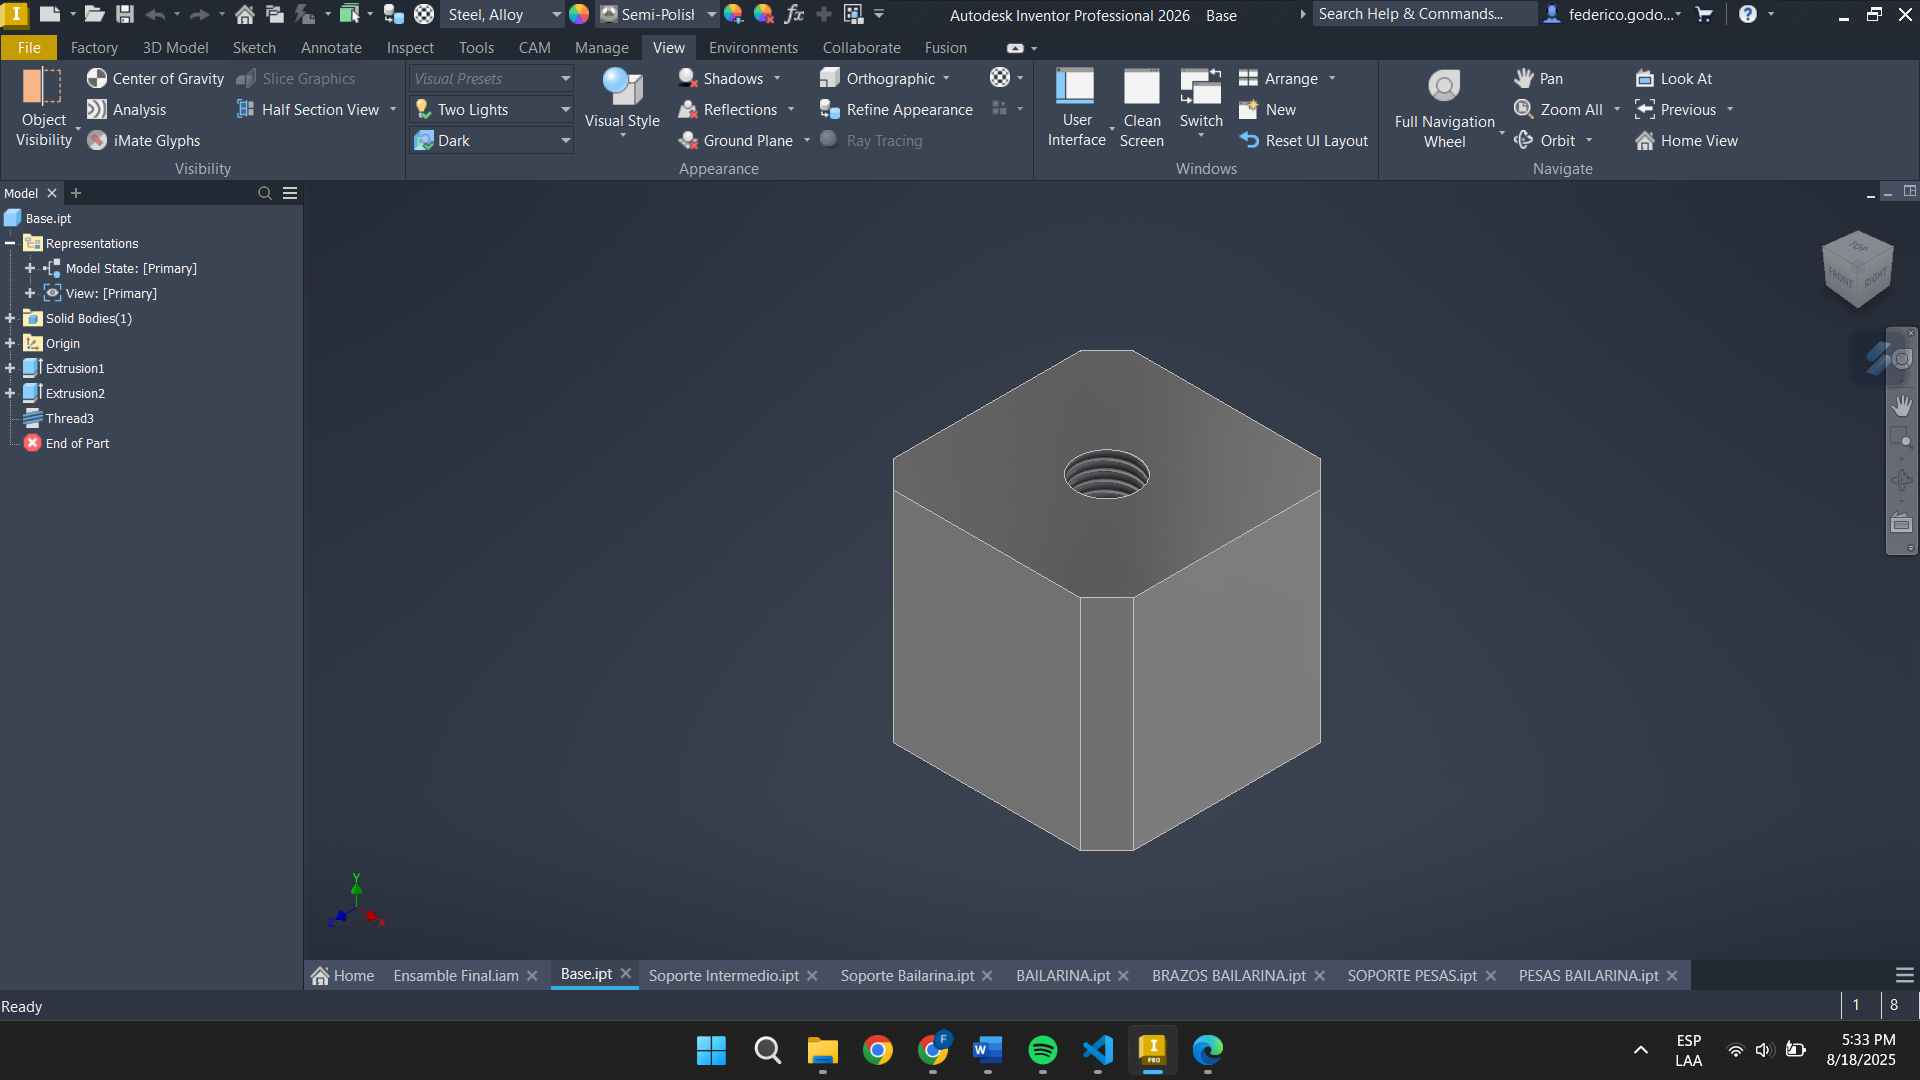 Steel, Alloy
Semi-Polish
fx
Autodesk Inventor Professional 2026 Base
Search Help & Commands...
federico.godo...
File Factory 3D Model Sketch Annotate Inspect Tools CAM Manage View Environments Collaborate Fusion
Object Visibility
Center of Gravity
Slice Graphics
Analysis
Half Section View
iMate Glyphs
Visibility
Visual Presets
Two Lights
Dark
Visual Style
Shadows
Reflections
Ground Plane
Orthographic
Refine Appearance
Ray Tracing
Appearance
User Interface
Clean Screen
Switch
Arrange
New
Reset UI Layout
Windows
Full Navigation Wheel
Pan
Zoom All
Orbit
Look At
Previous
Home View
Navigate
Model
Base.ipt
Representations
Model State: [Primary]
View: [Primary]
Solid Bodies(1)
Origin
Extrusion1
Extrusion2
Thread3
End of Part
TOP
FRONT
RIGHT
Y
Z
X
Home Ensamble Final.iam Base.ipt Soporte Intermedio.ipt Soporte Bailarina.ipt BAILARINA.ipt BRAZOS BAILARINA.ipt SOPORTE PESAS.ipt PESAS BAILARINA.ipt
Ready
1 8
ESP
LAA
5:33 PM
8/18/2025